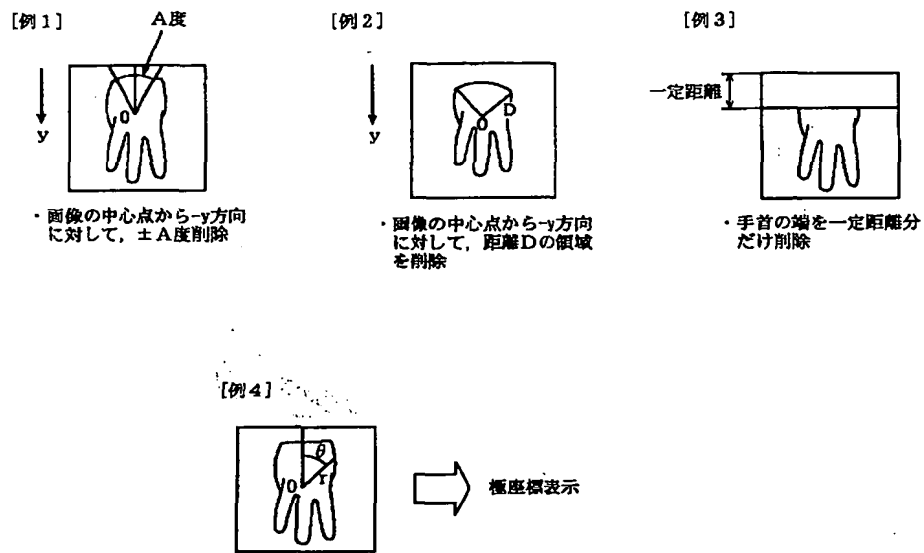 [例1]
A度
O
y
・画像の中心点から-y方向
に対して，±A度削除
[例2]
D
O
y
・画像の中心点から-y方向
に対して，距離Dの領域
を削除
[例3]
一定距離
・手首の端を一定距離分
だけ削除
[例4]
θ
r
O
極座標表示